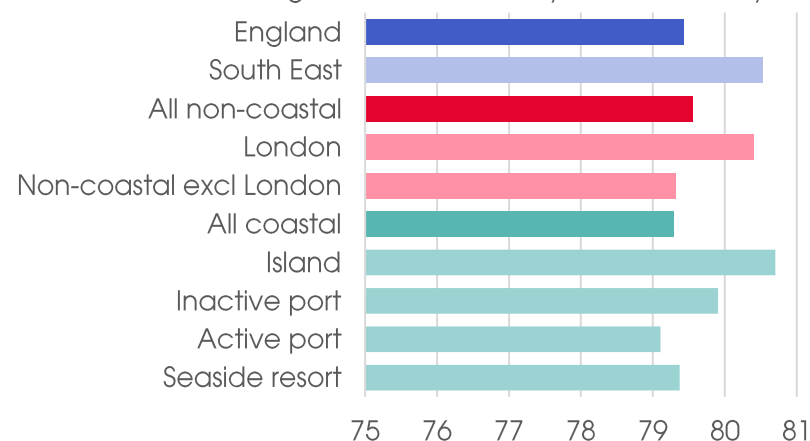 England
South East
All non-coastal
London
Non-coastal excl London
All coastal
Island
Inactive port
Active port
Seaside resort
75 76 77 78 79 80 81